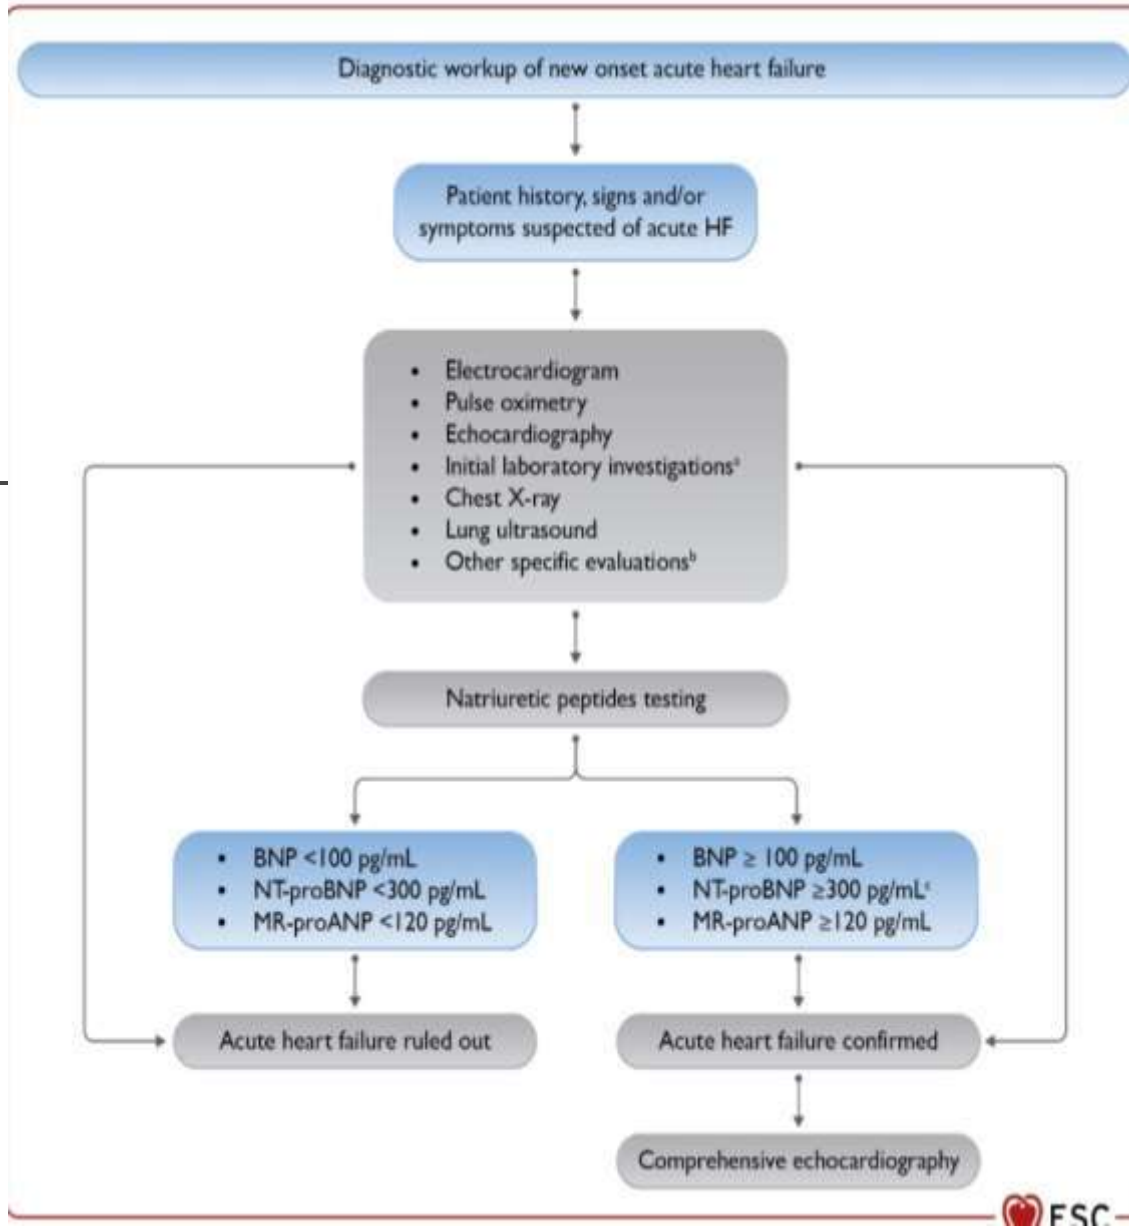 Diagnostic workup of new onset acute heart failure
Patient history, signs and/or
symptoms suspected of acute HF
• Electrocardiogram
• Pulse oximetry
• Echocardiography
• Initial laboratory investigationsᵃ
• Chest X-ray
• Lung ultrasound
• Other specific evaluationsᵇ
Natriuretic peptides testing
• BNP <100 pg/mL
• NT-proBNP <300 pg/mL
• MR-proANP <120 pg/mL
• BNP ≥ 100 pg/mL
• NT-proBNP ≥300 pg/mLᶜ
• MR-proANP ≥120 pg/mL
Acute heart failure ruled out
Acute heart failure confirmed
Comprehensive echocardiography
ESC